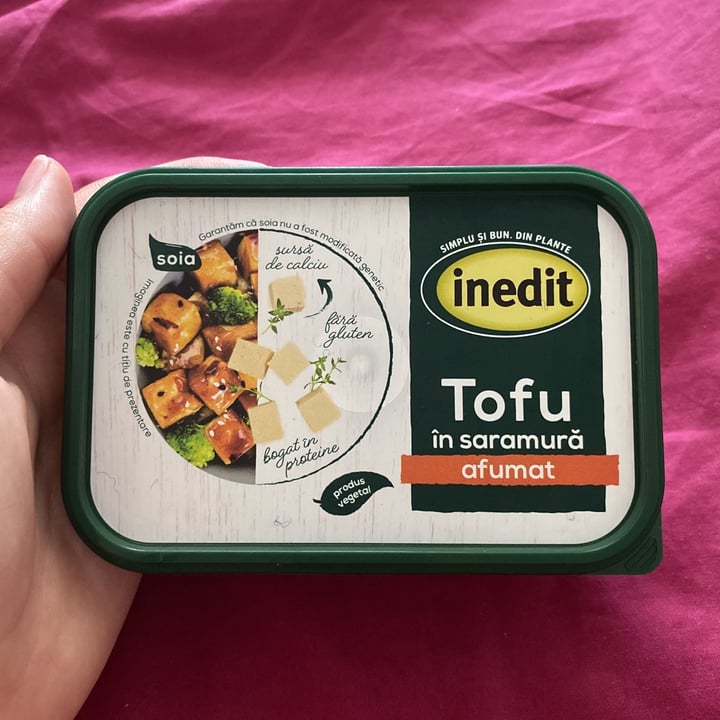 Garantăm că soia nu a fost modificată genetic
soia
sursă
de calciu
fără
gluten
bogat în
proteine
Imaginea este cu titlu de prezentare
produs
vegetal
SIMPLU ȘI BUN. DIN PLANTE
inedit
Tofu
în saramură
afumat